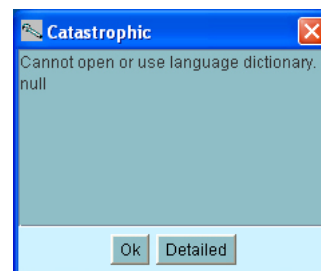 Catastrophic
Cannot open or use language dictionary.
null
Ok Detailed